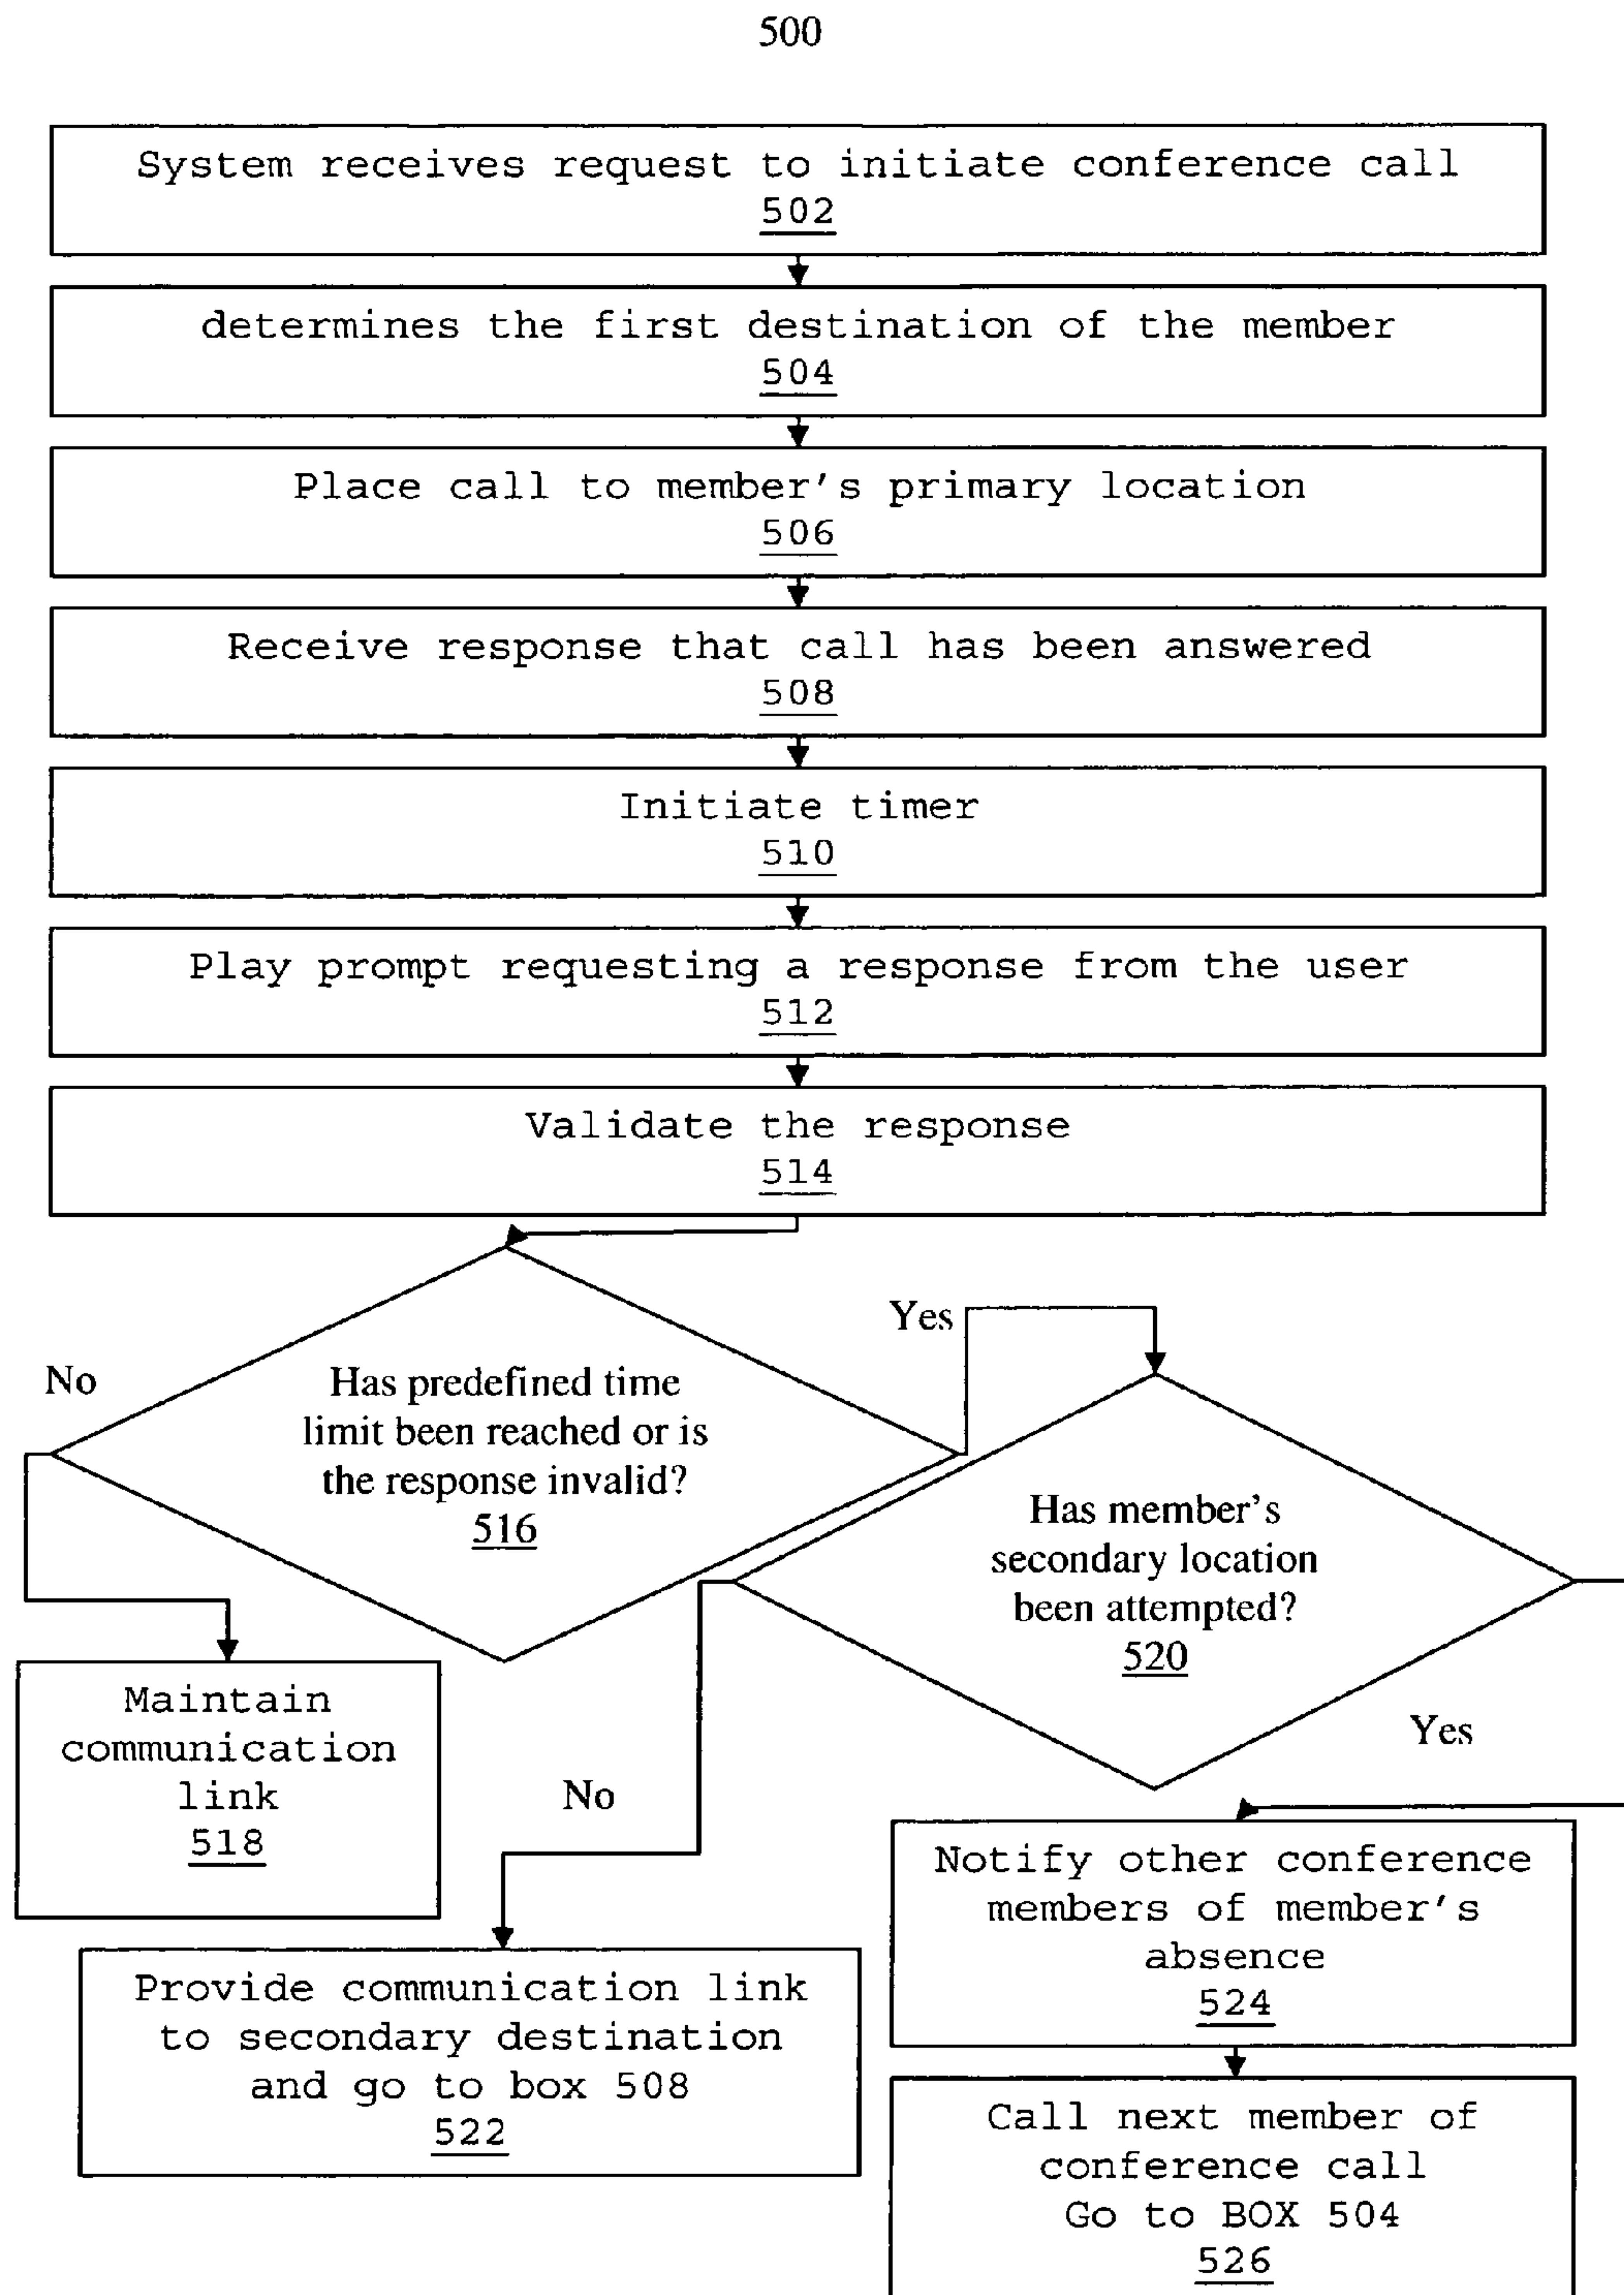 500
System receives request to initiate conference call
502
determines the first destination of the member
504
Place call to member's primary location
506
Receive response that call has been answered
508
Initiate timer
510
Play prompt requesting a response from the user
512
Validate the response
514
Yes
No
Has predefined time
limit been reached or is
the response invalid?
516
Has member's
secondary location
been attempted?
520
Maintain
communication
link
518
Yes
No
Notify other conference
members of member's
absence
524
Provide communication link
to secondary destination
and go to box 508
522
Call next member of
conference call
Go to BOX 504
526